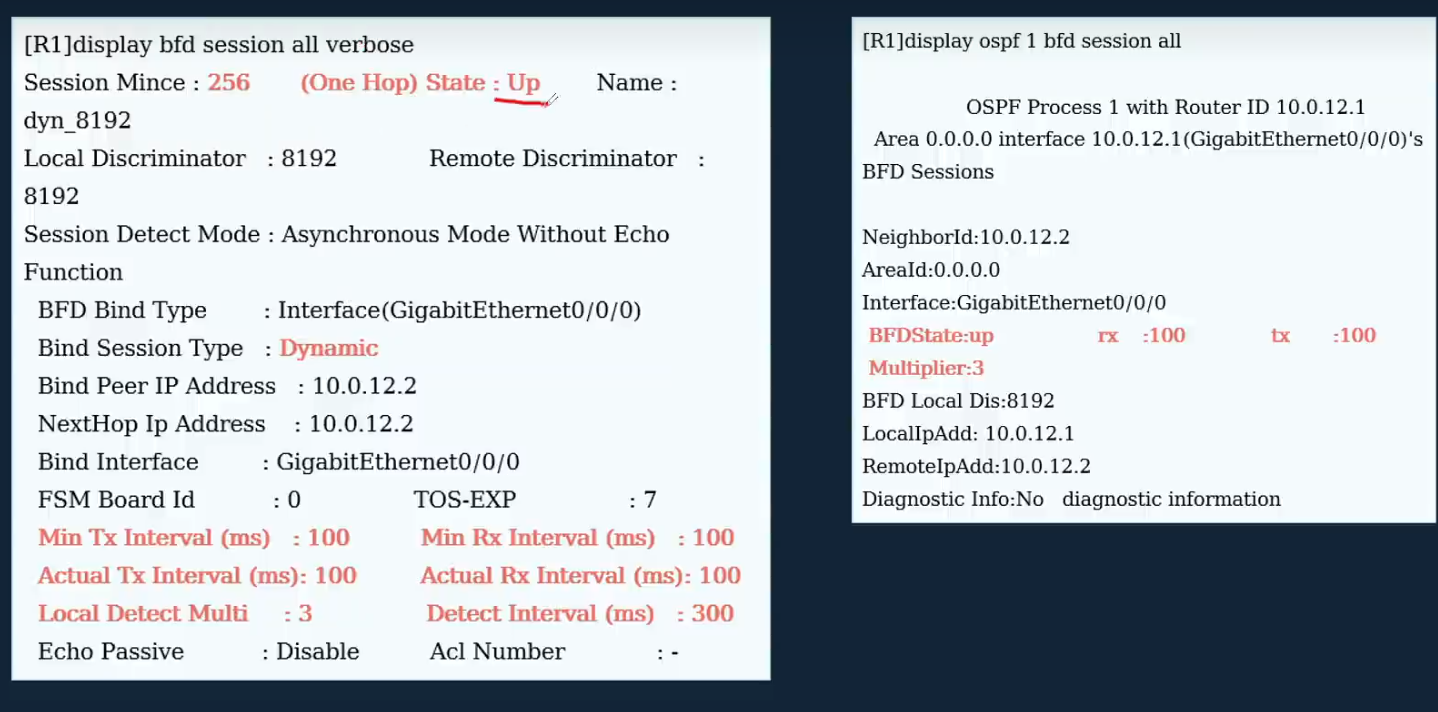 [R1]display bfd session all verbose
Session Mince : 256 (One Hop) State : Up Name :
dyn_8192
Local Discriminator : 8192 Remote Discriminator :
8192
Session Detect Mode : Asynchronous Mode Without Echo
Function
BFD Bind Type : Interface(GigabitEthernet0/0/0)
Bind Session Type : Dynamic
Bind Peer IP Address : 10.0.12.2
NextHop Ip Address : 10.0.12.2
Bind Interface : GigabitEthernet0/0/0
FSM Board Id : 0 TOS-EXP : 7
Min Tx Interval (ms) : 100 Min Rx Interval (ms) : 100
Actual Tx Interval (ms): 100 Actual Rx Interval (ms): 100
Local Detect Multi : 3 Detect Interval (ms) : 300
Echo Passive : Disable Acl Number : -
[R1]display ospf 1 bfd session all
OSPF Process 1 with Router ID 10.0.12.1
Area 0.0.0.0 interface 10.0.12.1(GigabitEthernet0/0/0)'s
BFD Sessions
NeighborId:10.0.12.2
AreaId:0.0.0.0
Interface:GigabitEthernet0/0/0
BFDState:up rx :100 tx :100
Multiplier:3
BFD Local Dis:8192
LocalIpAdd: 10.0.12.1
RemoteIpAdd:10.0.12.2
Diagnostic Info:No diagnostic information